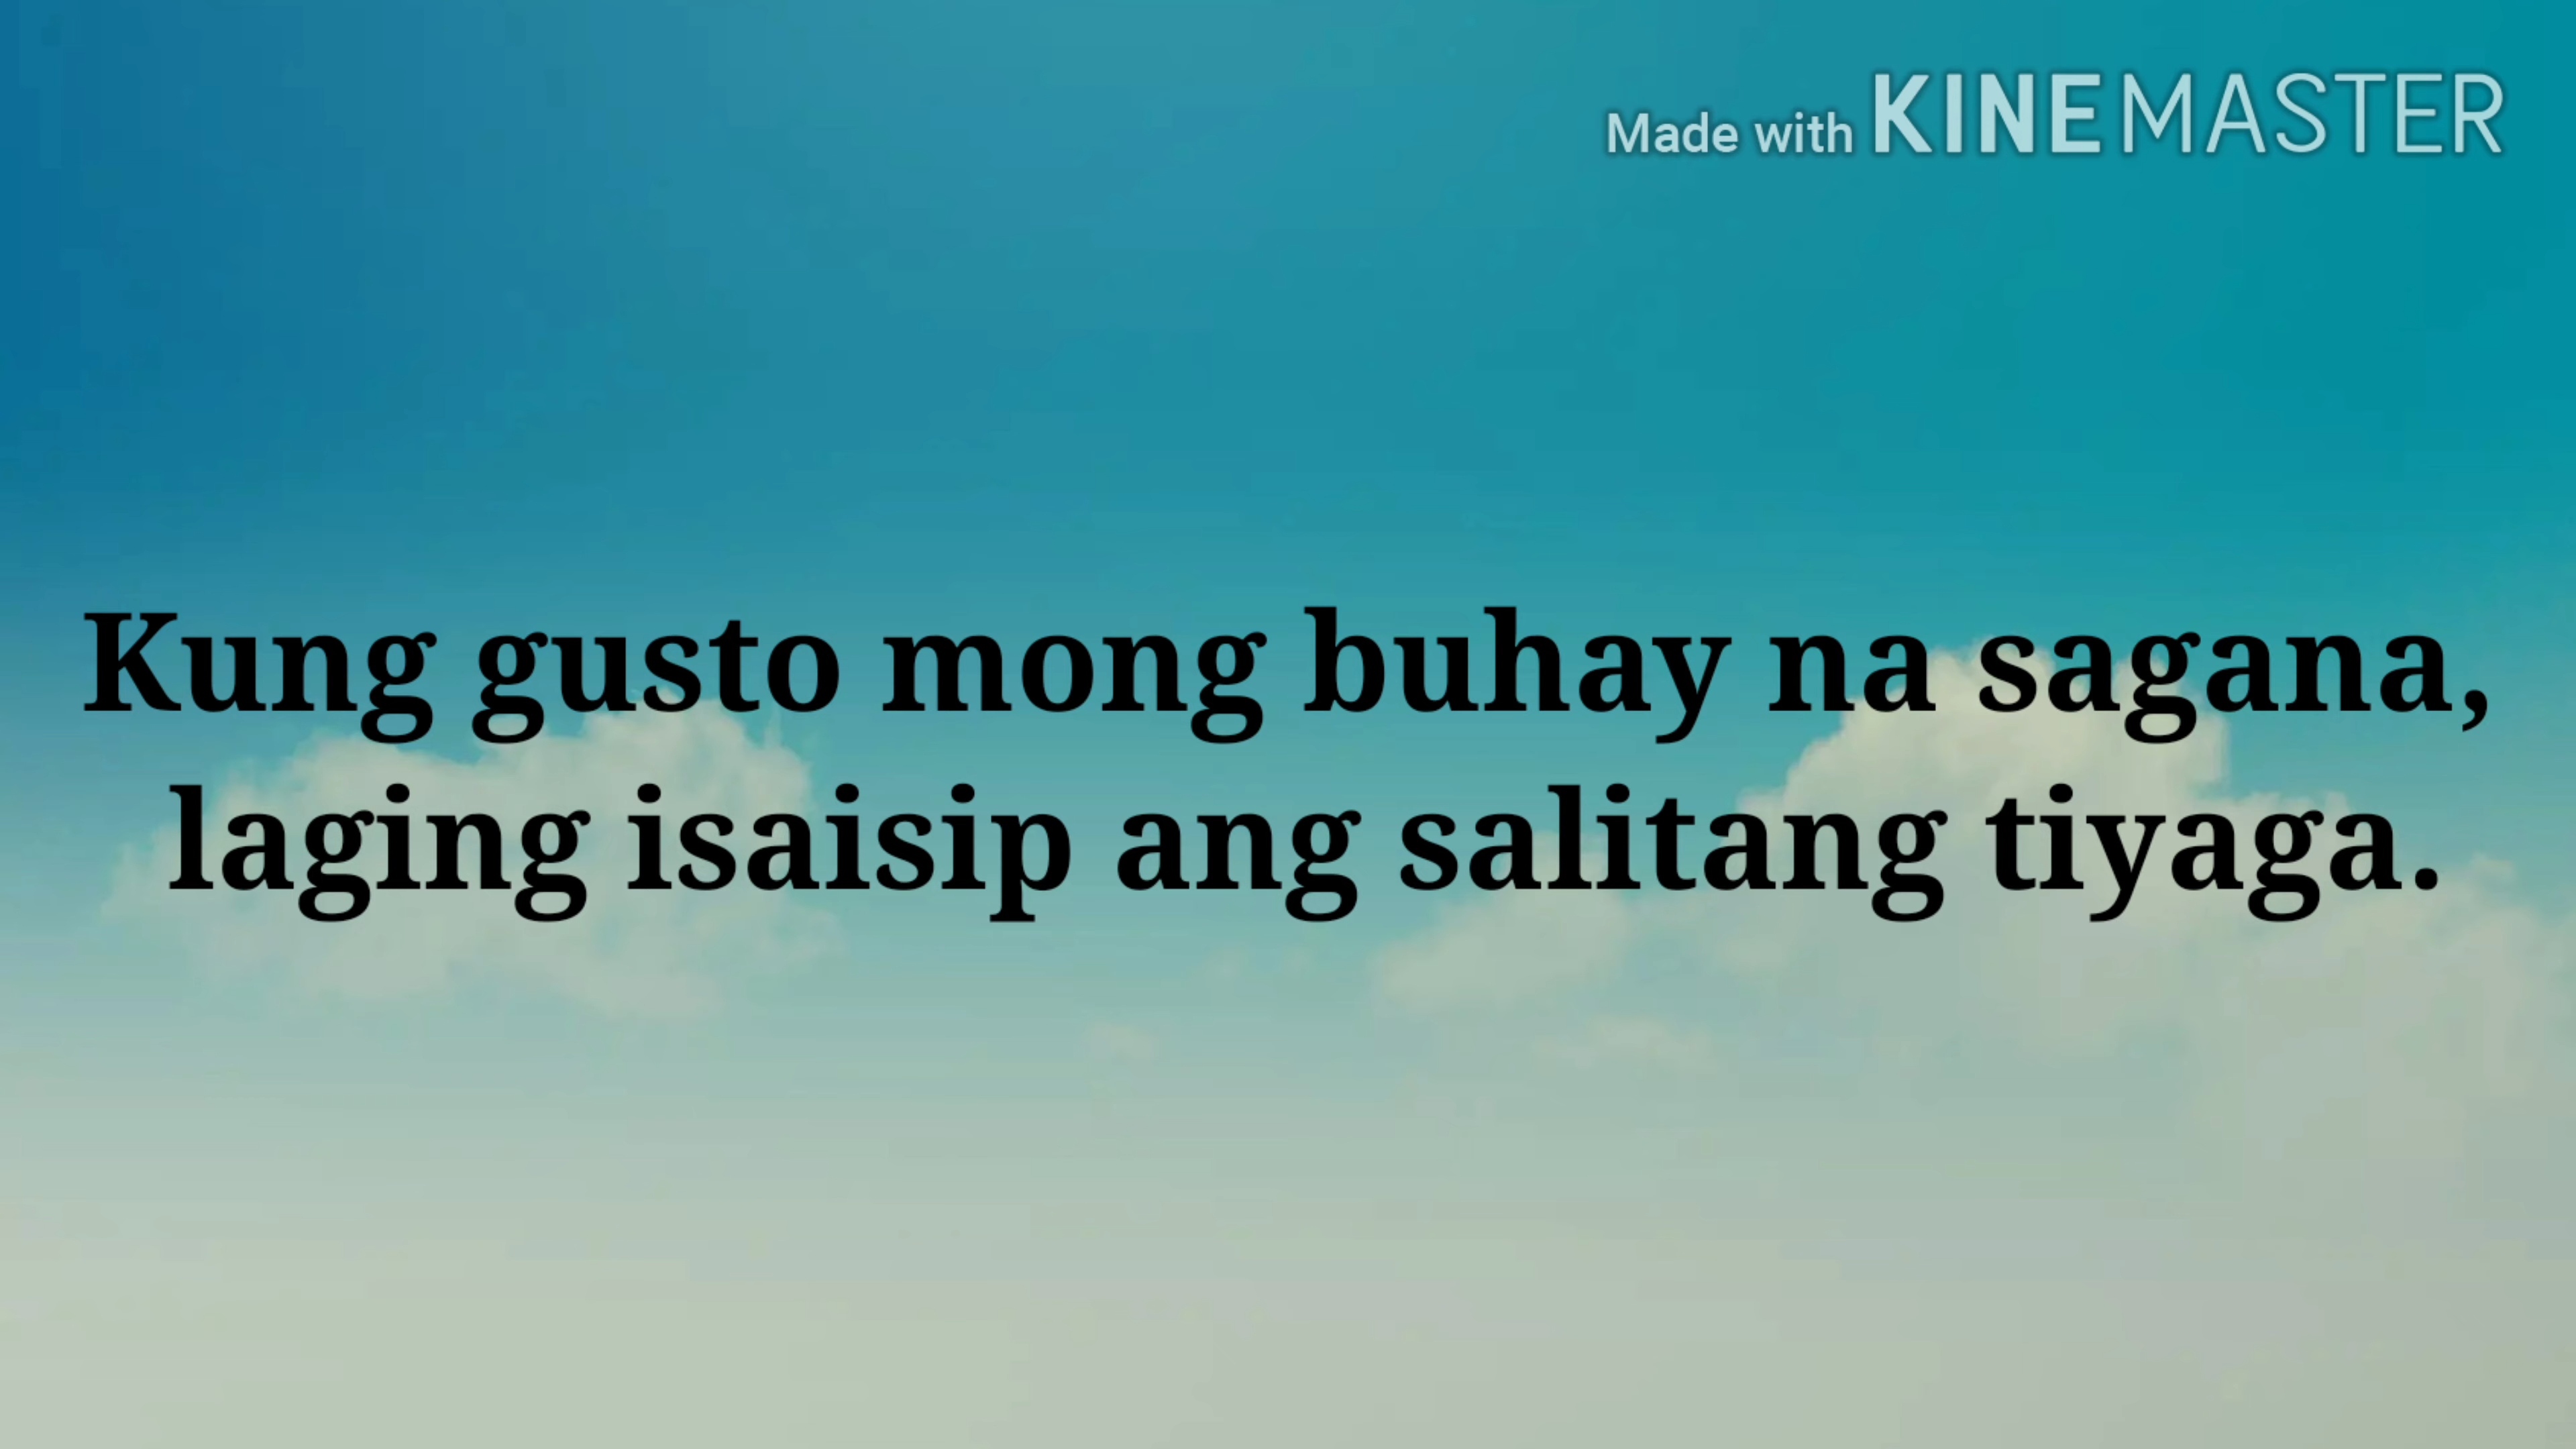 Made with KINEMASTER
Kung gusto mong buhay na sagana,
laging isaisip ang salitang tiyaga.